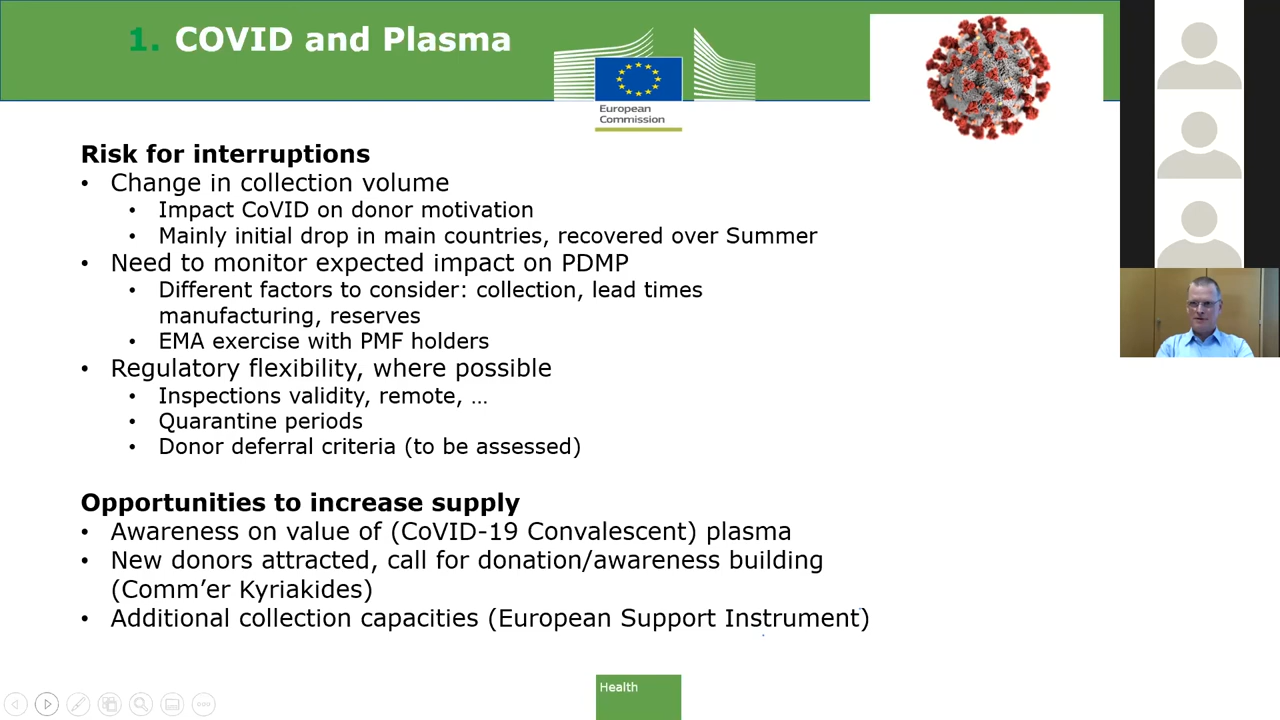 1. COVID and Plasma
European
Commission
Risk for interruptions
• Change in collection volume
• Impact CoVID on donor motivation
• Mainly initial drop in main countries, recovered over Summer
• Need to monitor expected impact on PDMP
• Different factors to consider: collection, lead times
manufacturing, reserves
• EMA exercise with PMF holders
• Regulatory flexibility, where possible
• Inspections validity, remote, …
• Quarantine periods
• Donor deferral criteria (to be assessed)
Opportunities to increase supply
• Awareness on value of (CoVID-19 Convalescent) plasma
• New donors attracted, call for donation/awareness building
(Comm’er Kyriakides)
• Additional collection capacities (European Support Instrument)
Health